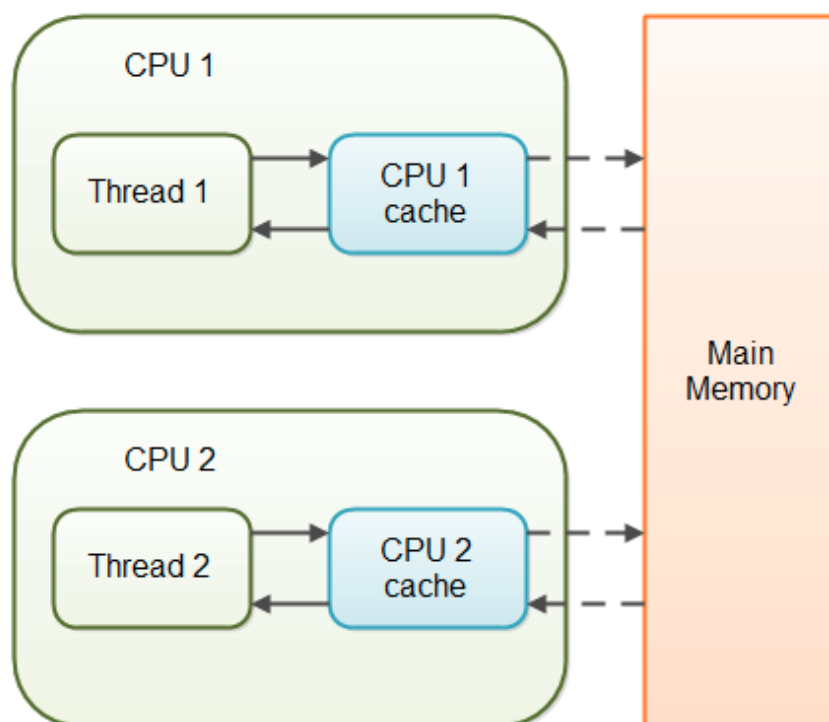 CPU 1
Thread 1
CPU 1
cache
Main
Memory
CPU 2
Thread 2
CPU 2
cache